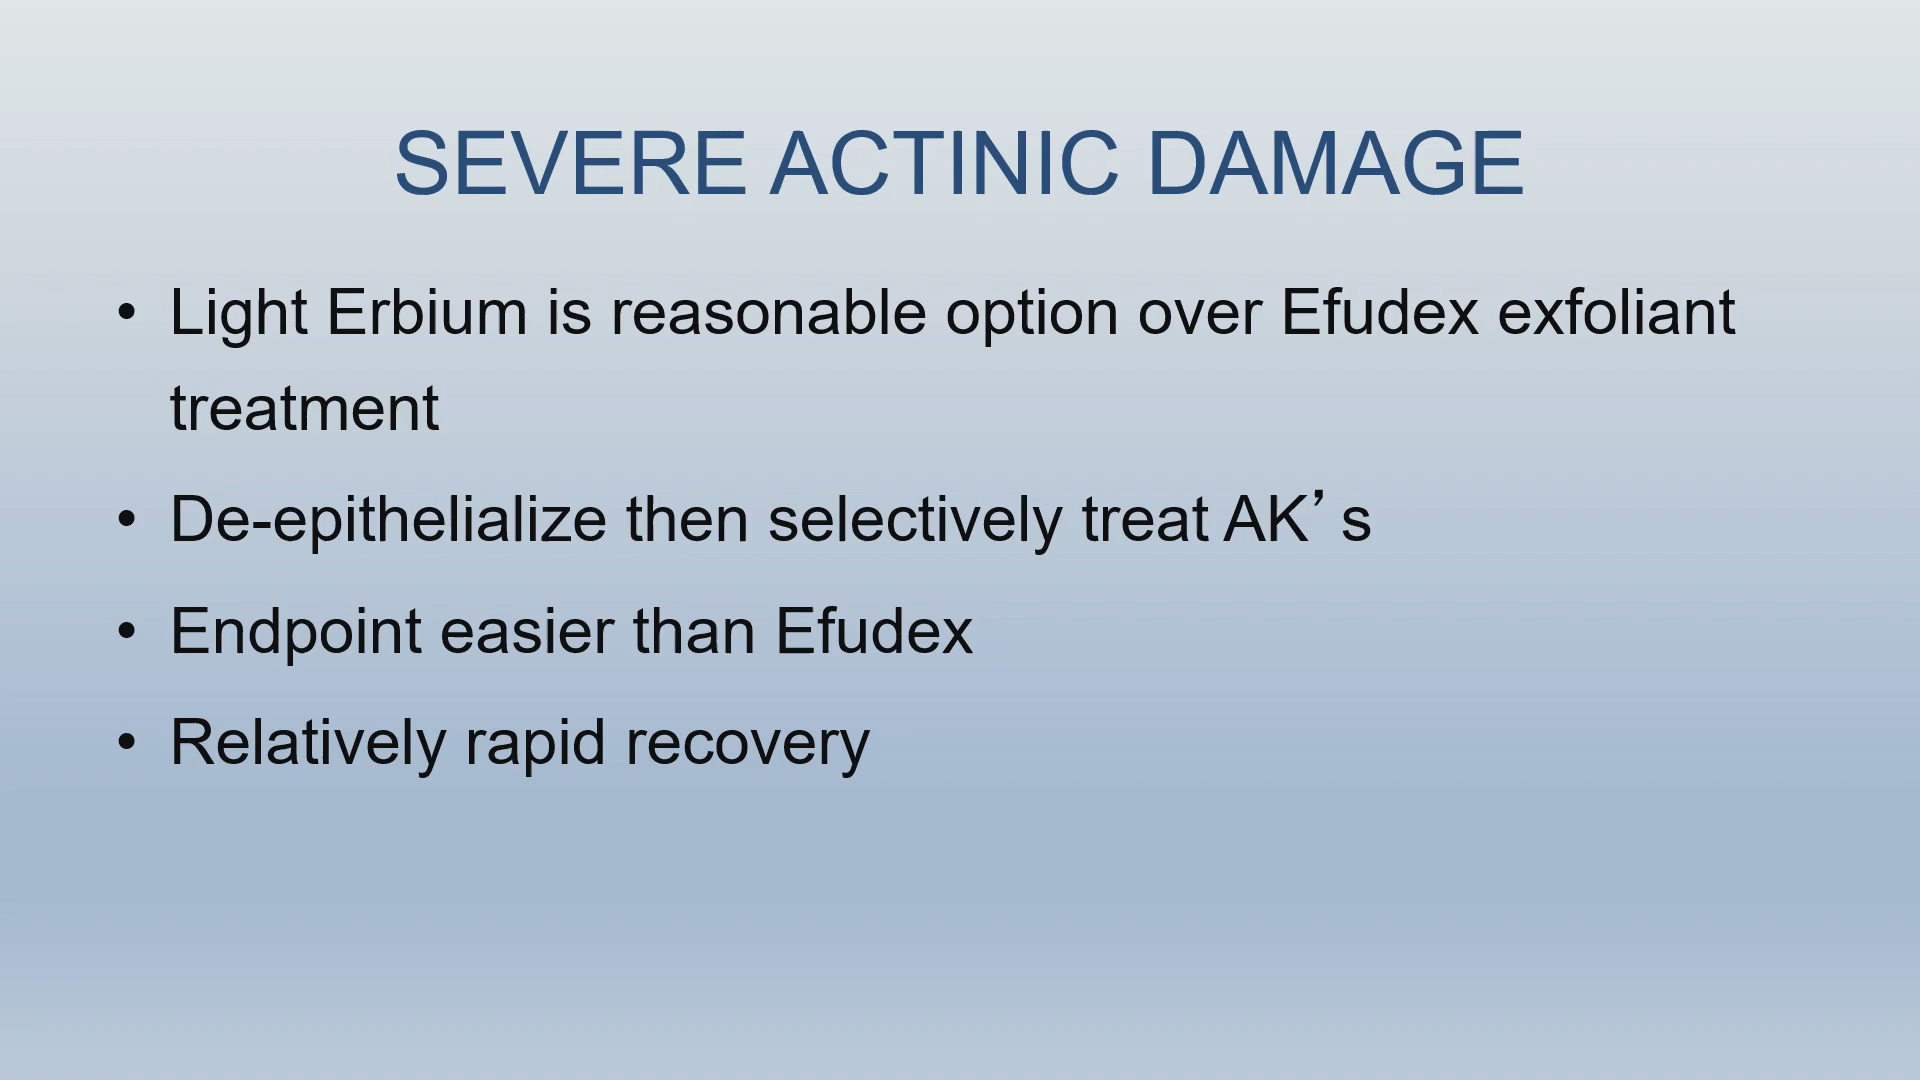 SEVERE ACTINIC DAMAGE
• Light Erbium is reasonable option over Efudex exfoliant
treatment
• De-epithelialize then selectively treat AK’s
• Endpoint easier than Efudex
• Relatively rapid recovery